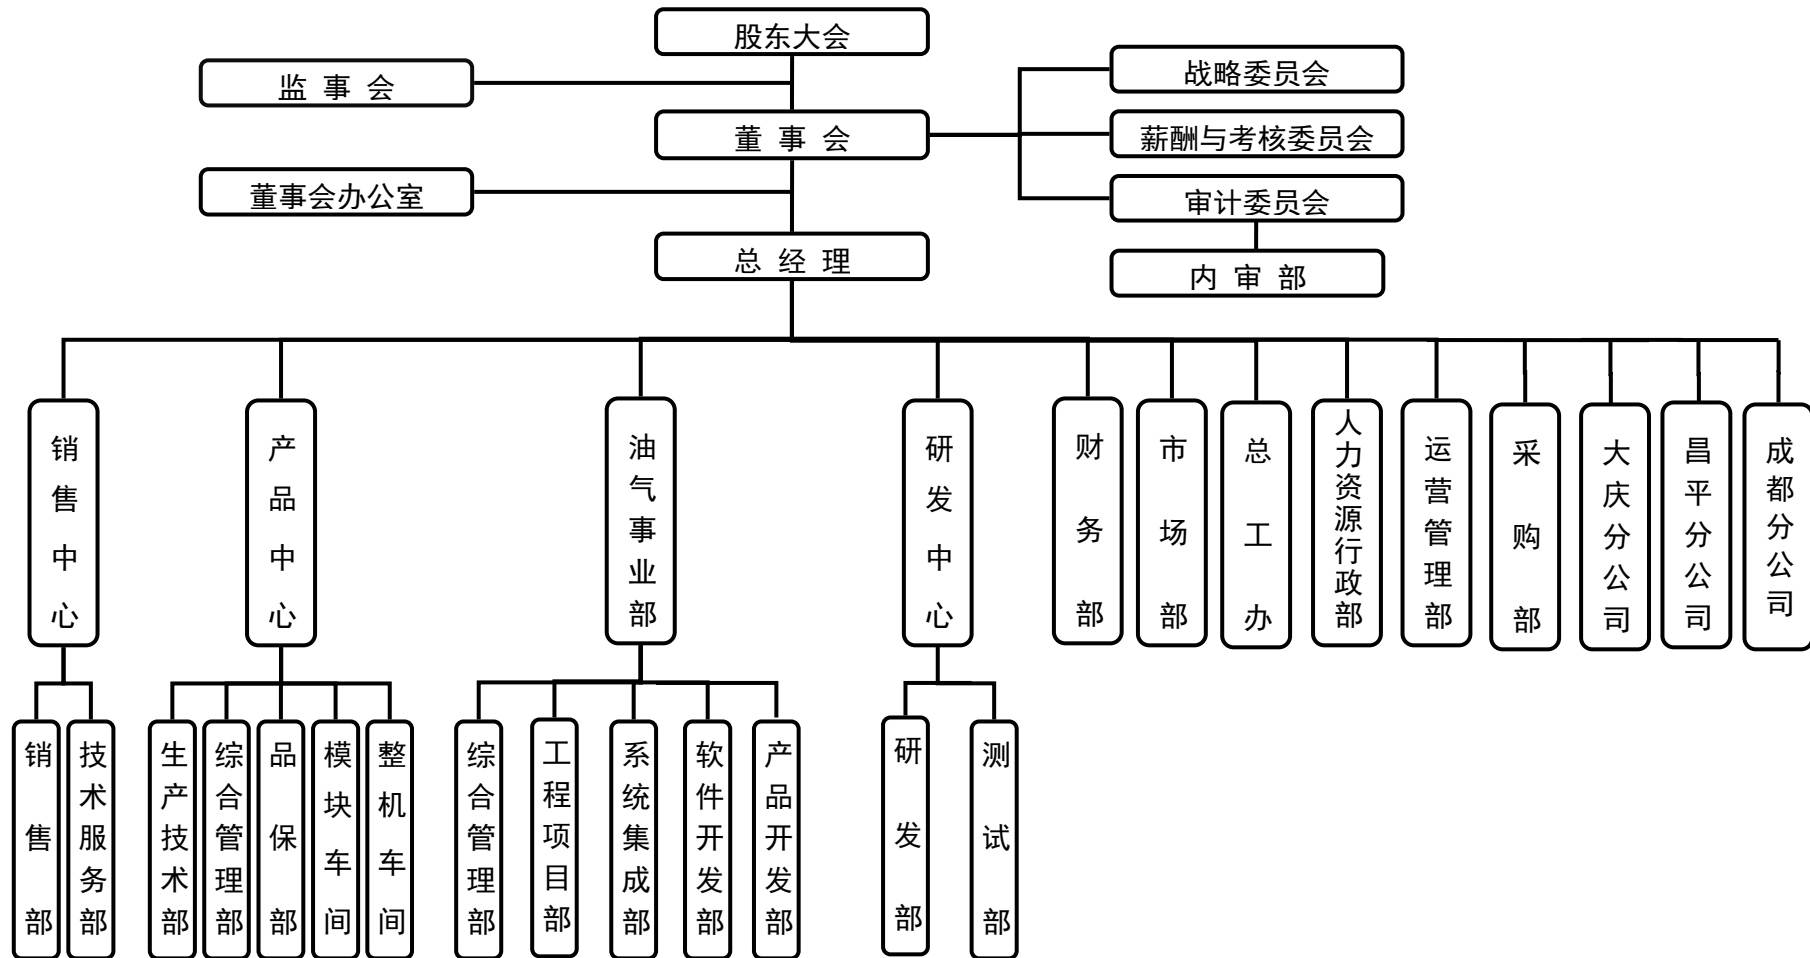 股东大会
监 事 会
战略委员会
董 事 会
薪酬与考核委员会
董事会办公室
审计委员会
总 经 理
内 审 部
销售中心
产品中心
油气事业部
研发中心
财务部
市场部
总工办
人力资源行政部
运营管理部
采购部
大庆分公司
昌平分公司
成都分公司
销售部
技术服务部
生产技术部
综合管理部
品保部
模块车间
整机车间
综合管理部
工程项目部
系统集成部
软件开发部
产品开发部
研发部
测试部